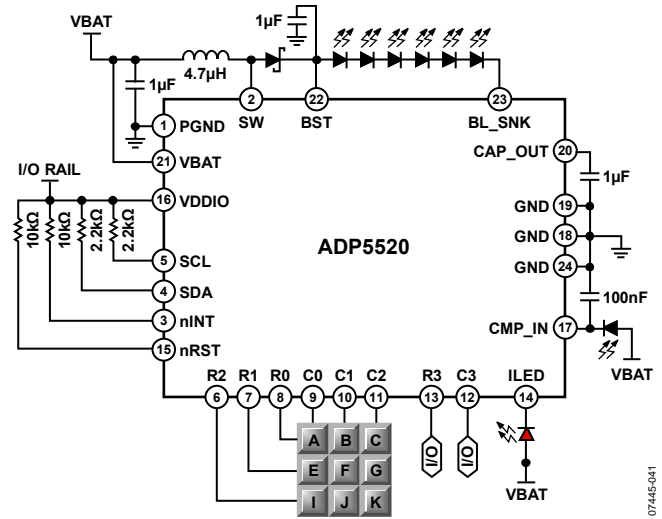 VBAT
1µF
4.7µH
1µF
2
22
23
SW
BST
BL_SNK
1
PGND
21
VBAT
I/O RAIL
16
VDDIO
10kΩ
10kΩ
2.2kΩ
2.2kΩ
5
SCL
4
SDA
3
nINT
15
nRST
ADP5520
CAP_OUT
20
1µF
GND
19
GND
18
GND
24
100nF
CMP_IN
17
VBAT
R2
R1
R0
C0
C1
C2
R3
C3
ILED
6
7
8
9
10
11
13
12
14
A B C
E F G
I J K
I/O
I/O
VBAT
07445-041